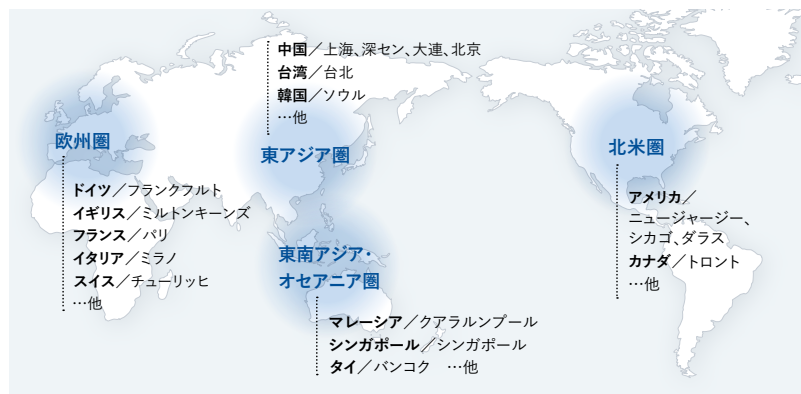 欧州圏
ドイツ／フランクフルト
イギリス／ミルトンキーンズ
フランス／パリ
イタリア／ミラノ
スイス／チューリッヒ
…他
中国／上海、深セン、大連、北京
台湾／台北
韓国／ソウル
…他
東アジア圏
東南アジア・
オセアニア圏
マレーシア／クアラルンプール
シンガポール／シンガポール
タイ／バンコク　…他
北米圏
アメリカ／
ニュージャージー、
シカゴ、ダラス
カナダ／トロント
…他